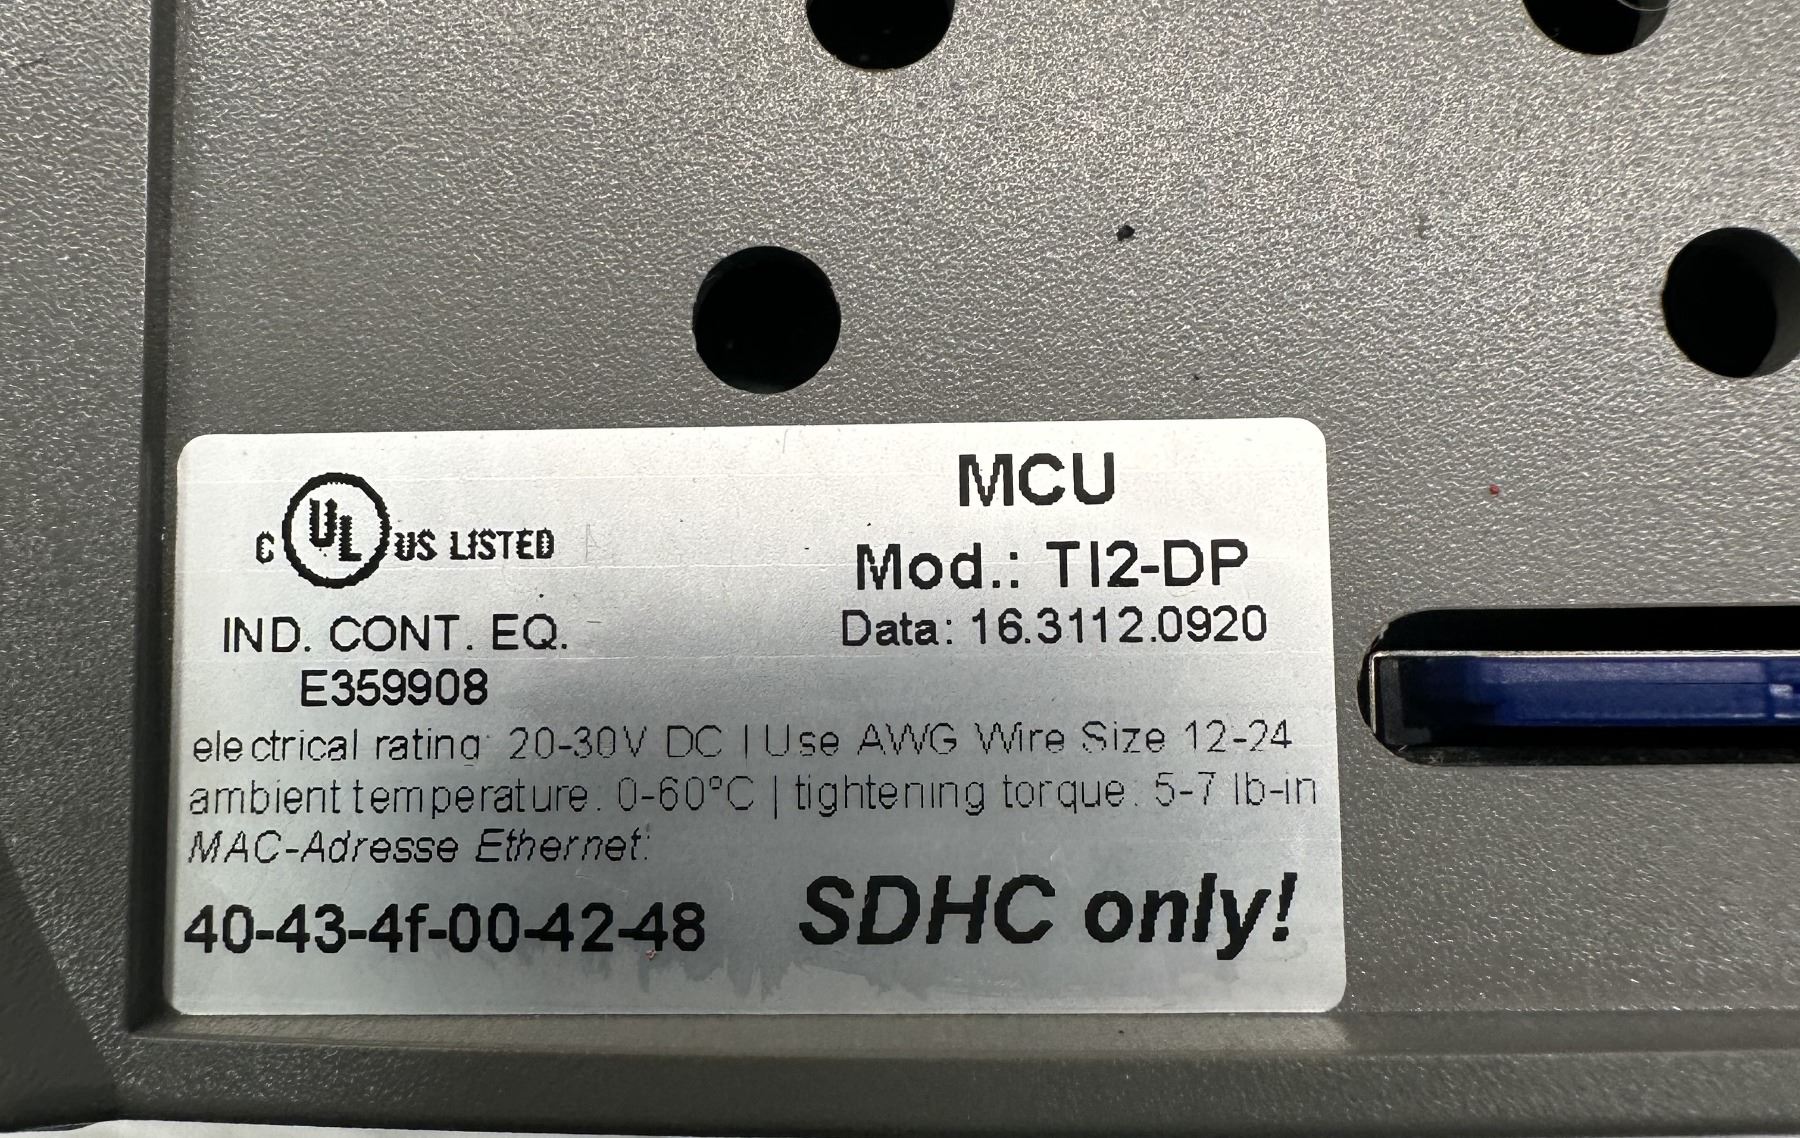 C UL US LISTED
IND. CONT. EQ.
E359908
MCU
Mod.: TI2-DP
Data: 16.3112.0920
electrical rating: 20-30V DC | Use AWG Wire Size 12-24
ambient temperature: 0-60°C | tightening torque: 5-7 lb-in
MAC-Adresse Ethernet:
40-43-4f-00-42-48
SDHC only!